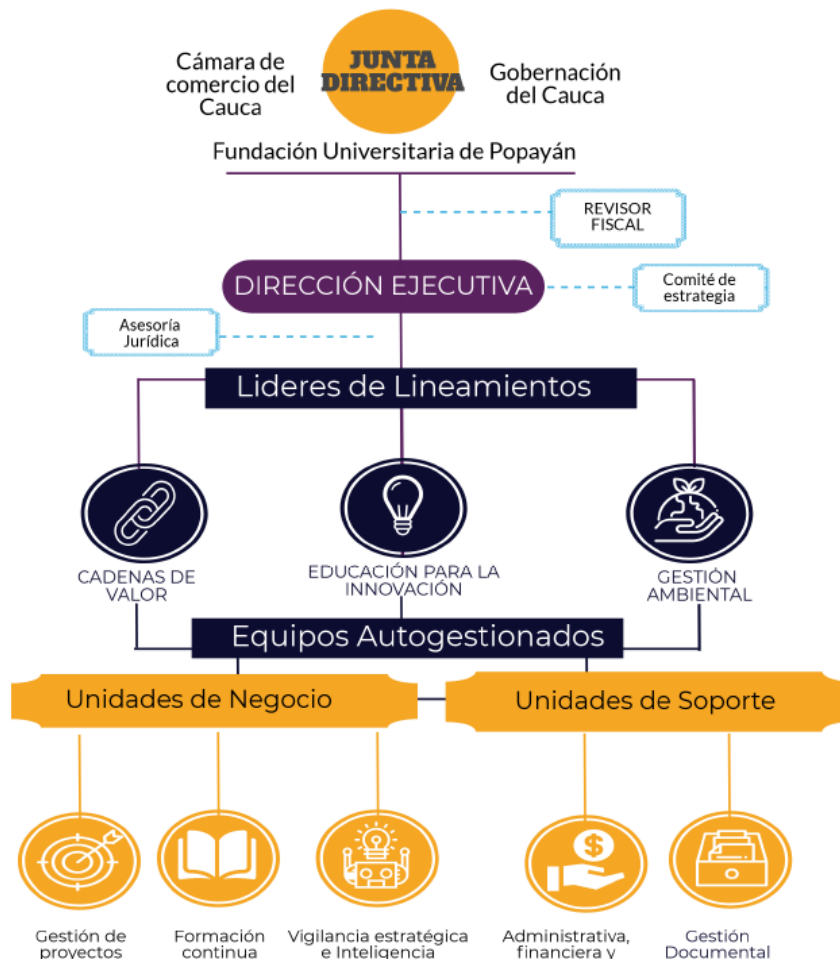 Cámara de
comercio del
Cauca
JUNTA
DIRECTIVA
Gobernación
del Cauca
Fundación Universitaria de Popayán
REVISOR
FISCAL
DIRECCIÓN EJECUTIVA
Comité de
estrategia
Asesoría
Jurídica
Lideres de Lineamientos
CADENAS DE
VALOR
EDUCACIÓN PARA LA
INNOVACIÓN
GESTIÓN
AMBIENTAL
Equipos Autogestionados
Unidades de Negocio
Unidades de Soporte
Gestión de
proyectos
Formación
continua
Vigilancia estratégica
e Inteligencia
Administrativa,
financiera y
Gestión
Documental